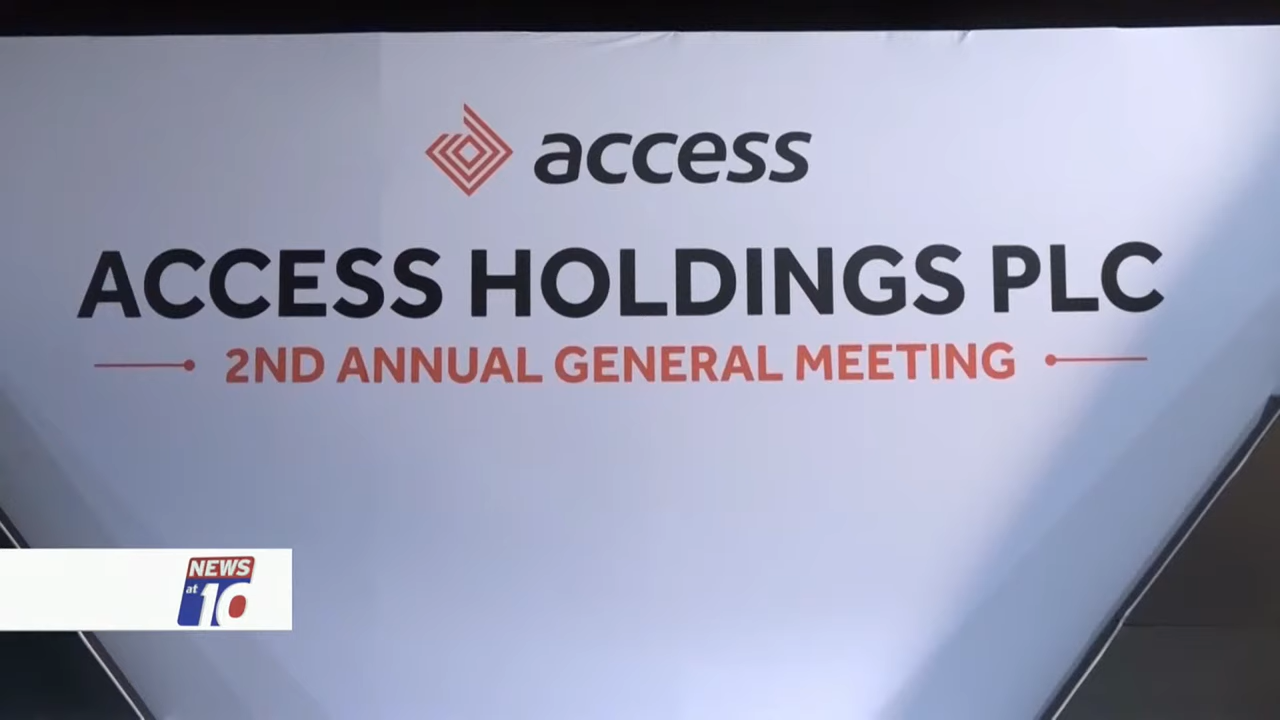 access
ACCESS HOLDINGS PLC
2ND ANNUAL GENERAL MEETING
NEWS
at 10